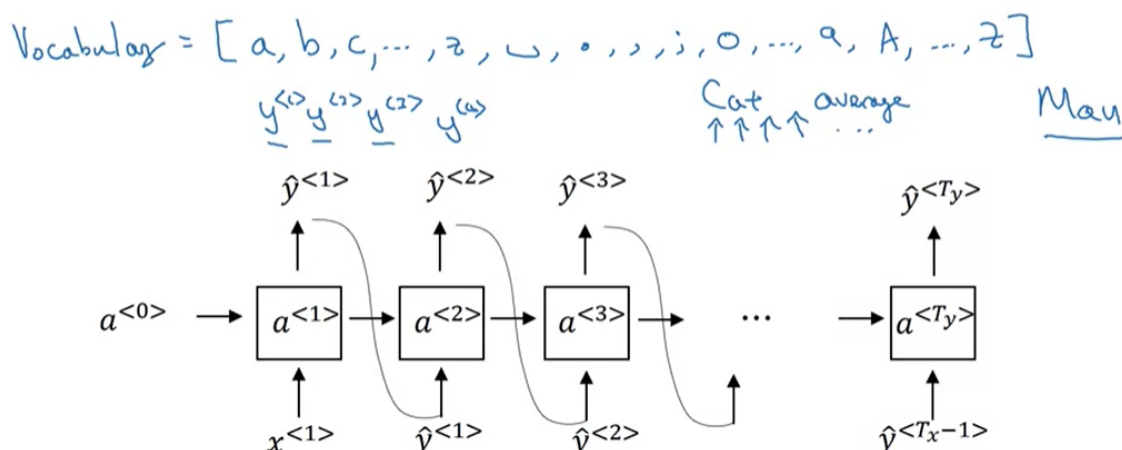 Vocabulary = [ a, b, c, ..., z, ␣, ., ,, ;, 0, ..., 9, A, ..., Z ]
y<1> y<2> y<3> y<4> Cat average Mau
↑ ↑ ↑ ↑ ...
ŷ<1> ŷ<2> ŷ<3> ŷ<Ty>
a<0> a<1> a<2> a<3> ... a<Ty>
x<1> ŷ<1> ŷ<2> ŷ<Tx−1>